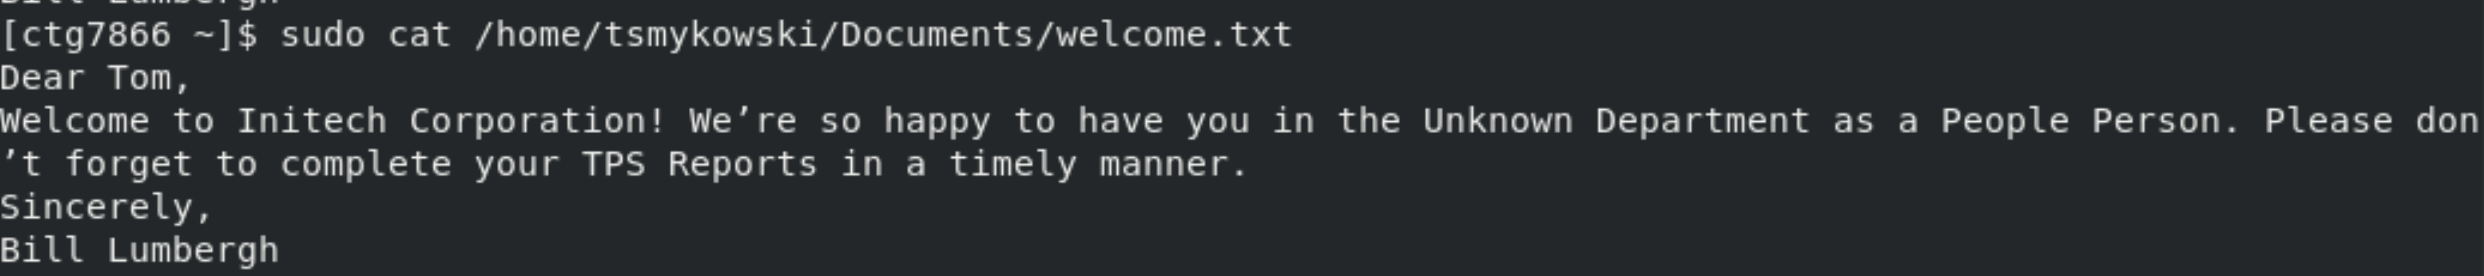 [ctg7866 ~]$ sudo cat /home/tsmykowski/Documents/welcome.txt
Dear Tom,
Welcome to Initech Corporation! We’re so happy to have you in the Unknown Department as a People Person. Please don
’t forget to complete your TPS Reports in a timely manner.
Sincerely,
Bill Lumbergh